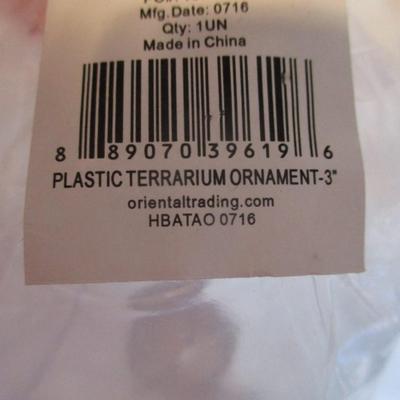 Mfg.Date: 0716
Qty: 1UN
Made in China
8 89070 39619 6
PLASTIC TERRARIUM ORNAMENT-3"
orientaltrading.com
HBATAO 0716